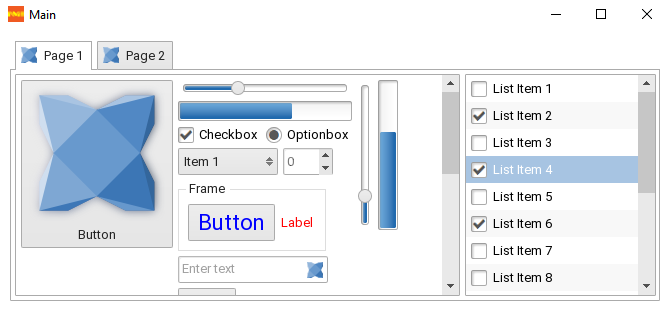 Main
Page 1
Page 2
Button
Checkbox
Optionbox
Item 1
0
Frame
Button
Label
Enter text
List Item 1
List Item 2
List Item 3
List Item 4
List Item 5
List Item 6
List Item 7
List Item 8